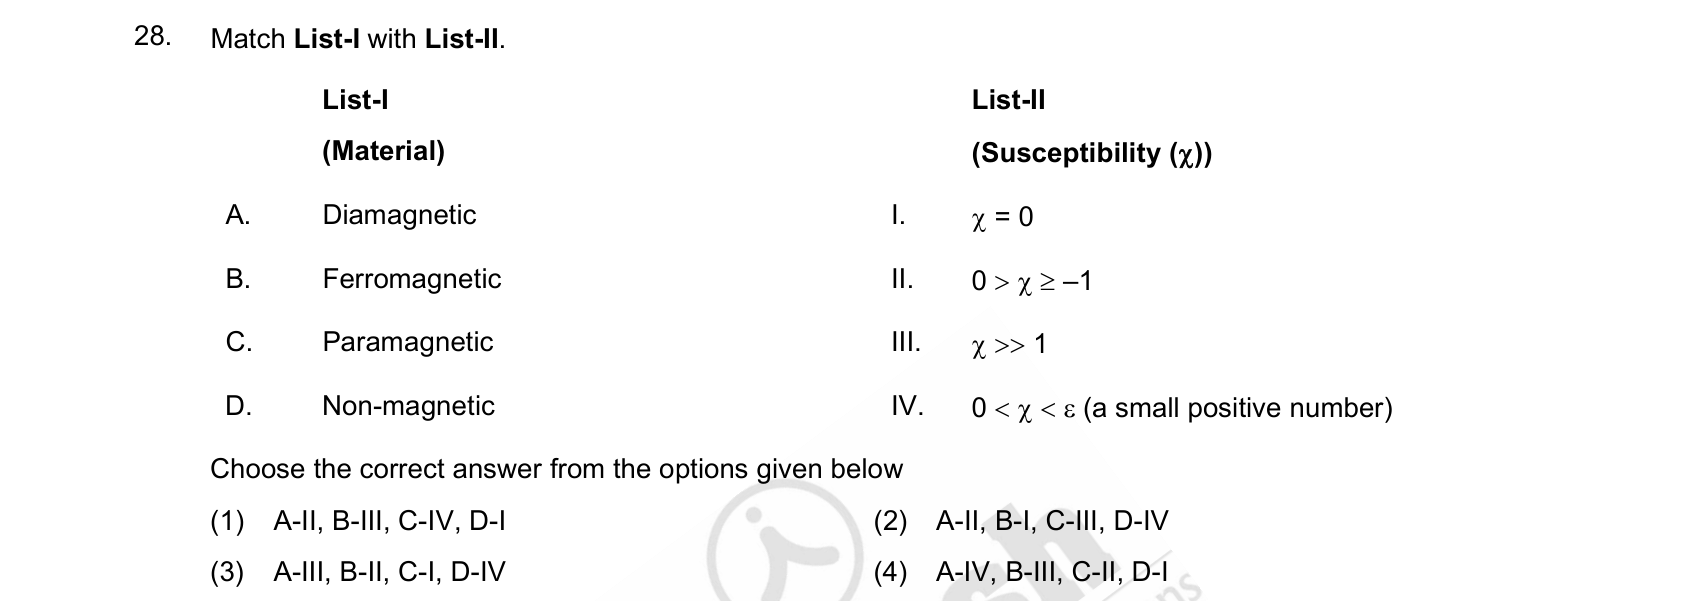 28. Match List-I with List-II.
List-I List-II
(Material) (Susceptibility (χ))
A. Diamagnetic I. χ = 0
B. Ferromagnetic II. 0 > χ ≥ –1
C. Paramagnetic III. χ >> 1
D. Non-magnetic IV. 0 < χ < ε (a small positive number)
Choose the correct answer from the options given below
(1) A-II, B-III, C-IV, D-I (2) A-II, B-I, C-III, D-IV
(3) A-III, B-II, C-I, D-IV (4) A-IV, B-III, C-II, D-I